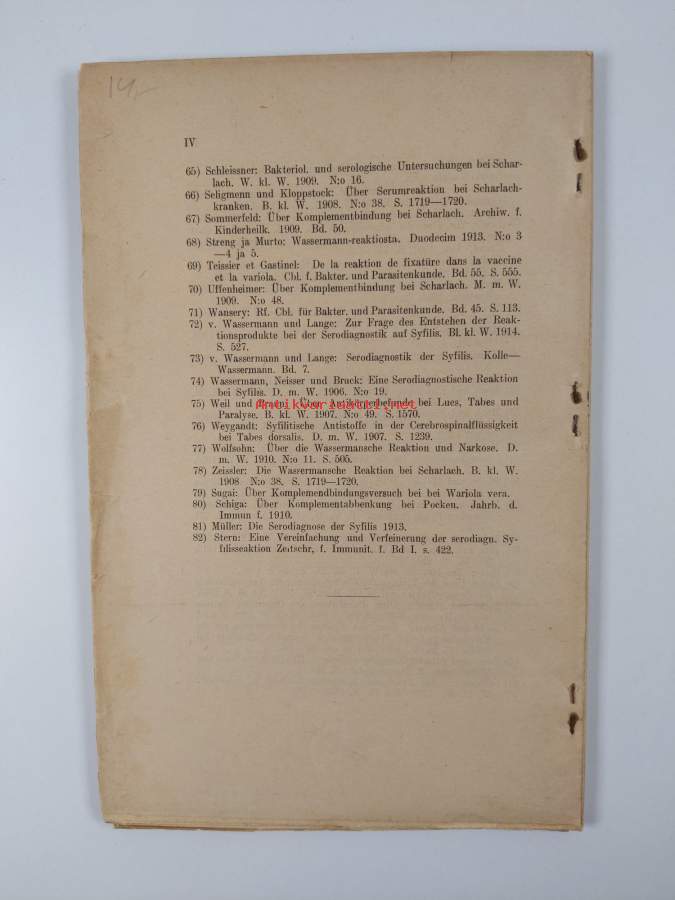 14,-
IV
65) Schleissner: Bakteriol. und serologische Untersuchungen bei Schar-
lach. W. kl. W. 1909. N:o 16.
66) Seligmenn und Kloppstock: Über Serumreaktion bei Scharlach-
kranken. B. kl. W. 1908. N:o 38. S. 1719—1720.
67) Sommerfeld: Über Komplementbindung bei Scharlach. Archiw. f.
Kinderheilk. 1909. Bd. 50.
68) Streng ja Murto: Wassermann-reaktiosta. Duodecim 1913. N:o 3
—4 ja 5.
69) Teissier et Gastinel: De la reaktion de fixatüre dans la vaccine
et la variola. Cbl. f. Bakter. und Parasitenkunde. Bd. 55. S. 555.
70) Uffenheimer: Über Komplementbindung bei Scharlach. M. m. W.
1909. N:o 48.
71) Wansery: Rf. Cbl. für Bakter. und Parasitenkunde. Bd. 45. S. 113.
72) v. Wassermann und Lange: Zur Frage des Entstehen der Reak-
tionsprodukte bei der Serodiagnostik auf Syfilis. Bl. kl. W. 1914.
S. 527.
73) v. Wassermann und Lange: Serodiagnostik der Syfilis. Kolle—
Wassermann. Bd. 7.
74) Wassermann, Neisser und Bruck: Eine Serodiagnostische Reaktion
bei Syfilis. D. m. W. 1906. N:o 19.
75) Weil und Braun: Über Antikörperbefunde bei Lues, Tabes und
Antikvariaatti.net
Paralyse. B. kl. W. 1907. N:o 49. S. 1570.
76) Weygandt: Syfilitische Antistoffe in der Cerebrospinalflüssigkeit
bei Tabes dorsalis. D. m. W. 1907. S. 1239.
77) Wolfsohn: Über die Wassermansche Reaktion und Narkose. D.
m. W. 1910. N:o 11. S. 505.
78) Zeissler: Die Wassermansche Reaktion bei Scharlach. B. kl. W.
1908 N:o 38. S. 1719—1720.
79) Sugai: Über Komplemendbindungsversuch bei bei Wariola vera.
80) Schiga: Über Komplementabbenkung bei Pocken. Jahrb. d.
Immun f. 1910.
81) Müller: Die Serodiagnose der Syfilis 1913.
82) Stern: Eine Vereinfachung und Verfeinerung der serodiagn. Sy-
filisseaktion Zeitschr, f. Immunit. f. Bd I. s. 422.